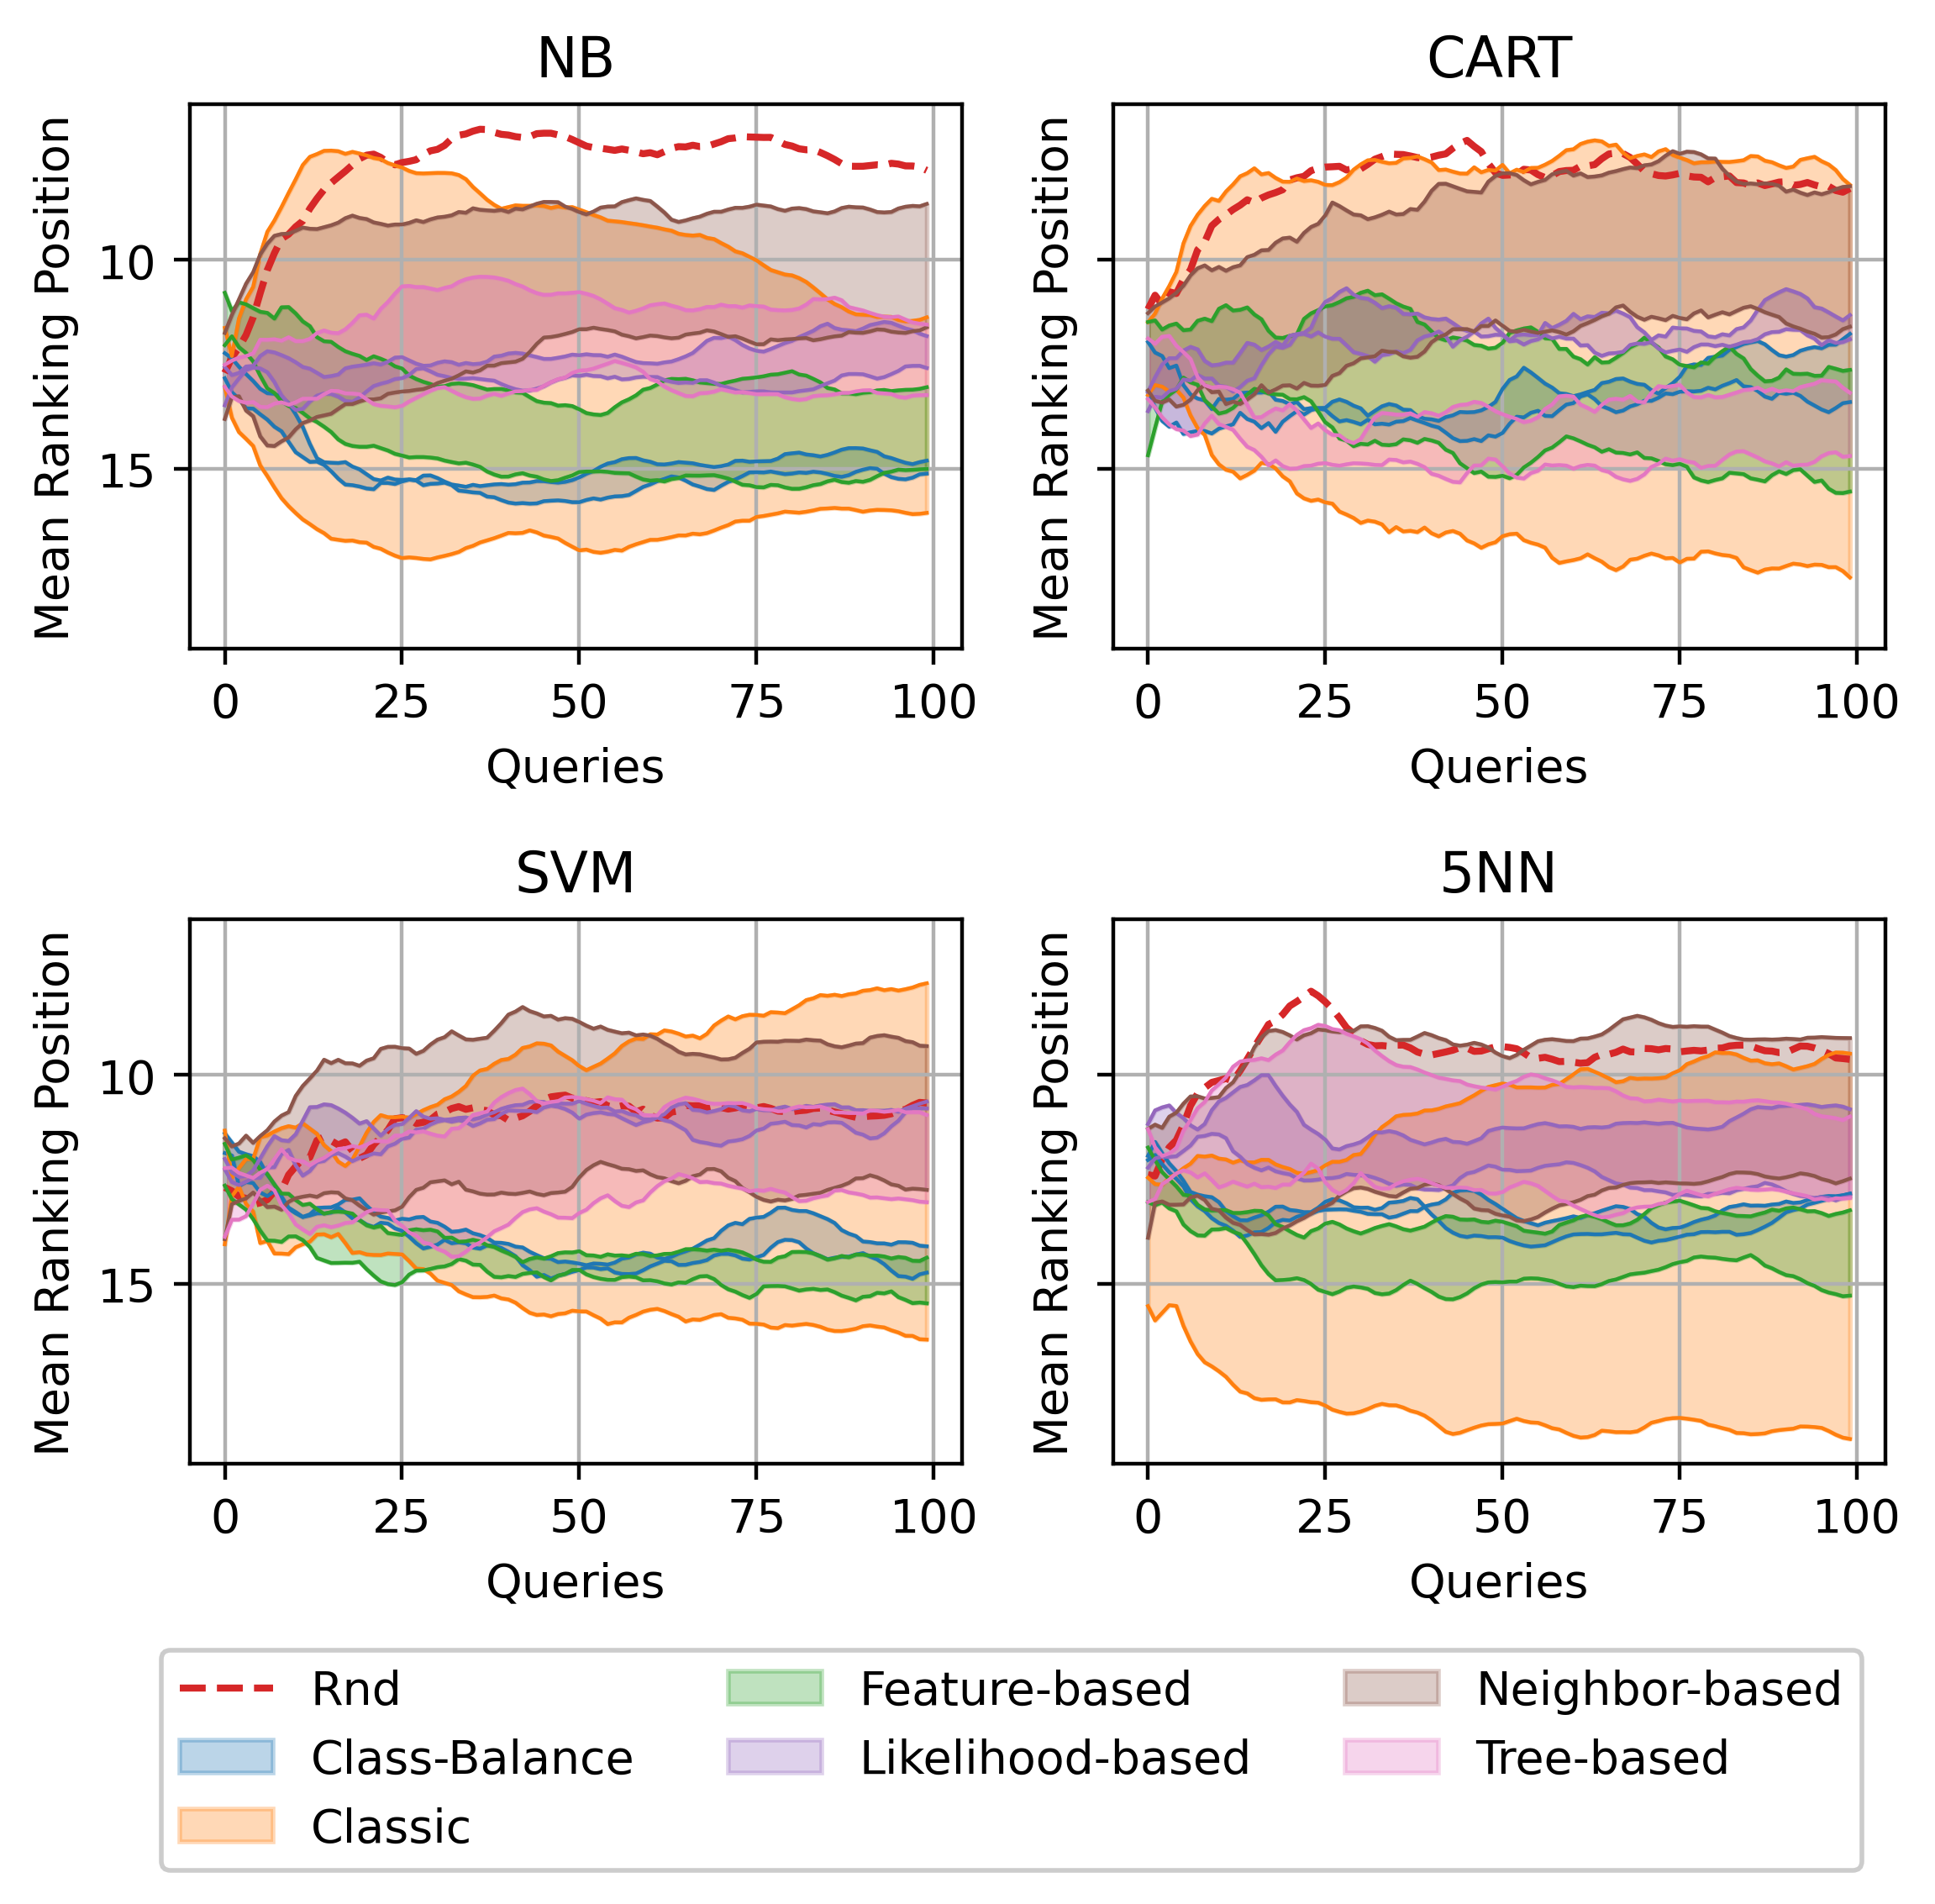 NB
CART
Mean Ranking Position
10
15
0 25 50 75 100
Queries
Mean Ranking Position
0 25 50 75 100
Queries
SVM
5NN
Mean Ranking Position
10
15
0 25 50 75 100
Queries
Mean Ranking Position
0 25 50 75 100
Queries
Rnd
Class-Balance
Classic
Feature-based
Likelihood-based
Neighbor-based
Tree-based